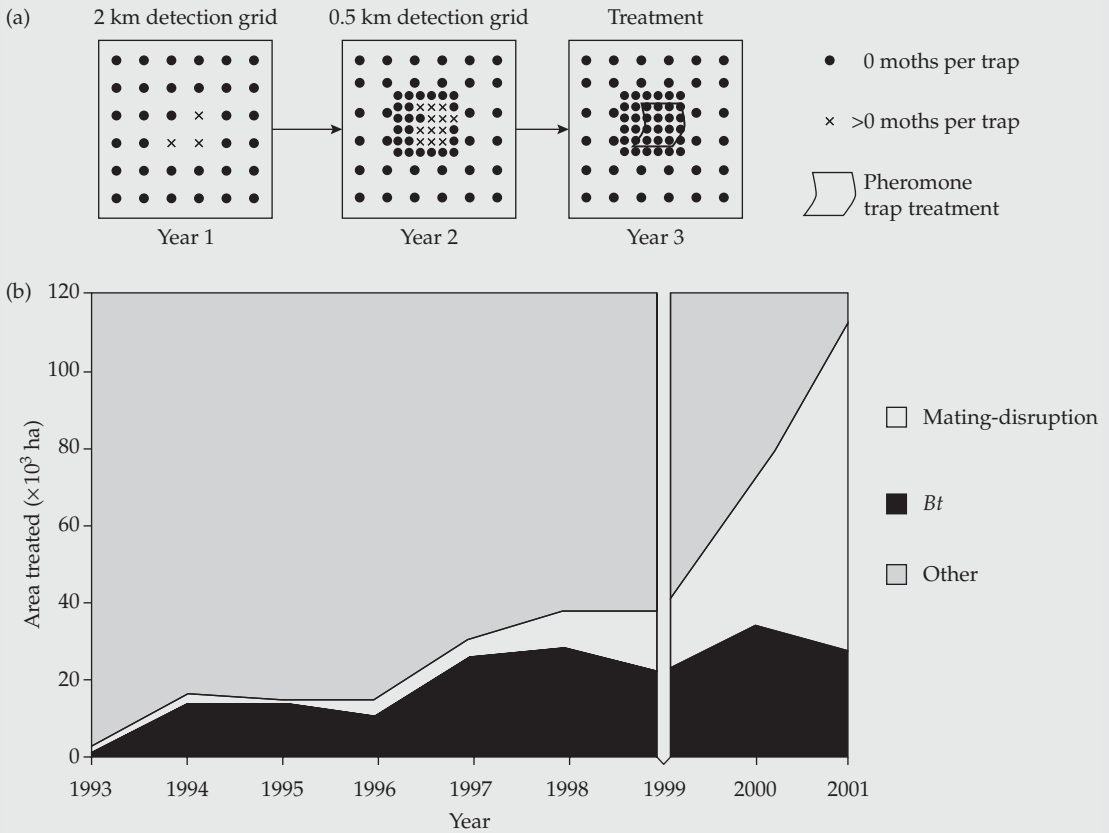 (a)
2 km detection grid
0.5 km detection grid
Treatment
0 moths per trap
>0 moths per trap
Pheromone
trap treatment
Year 1
Year 2
Year 3
(b)
120
100
80
60
40
20
0
Area treated (×10³ ha)
1993
1994
1995
1996
1997
1998
1999
2000
2001
Year
Mating-disruption
Bt
Other